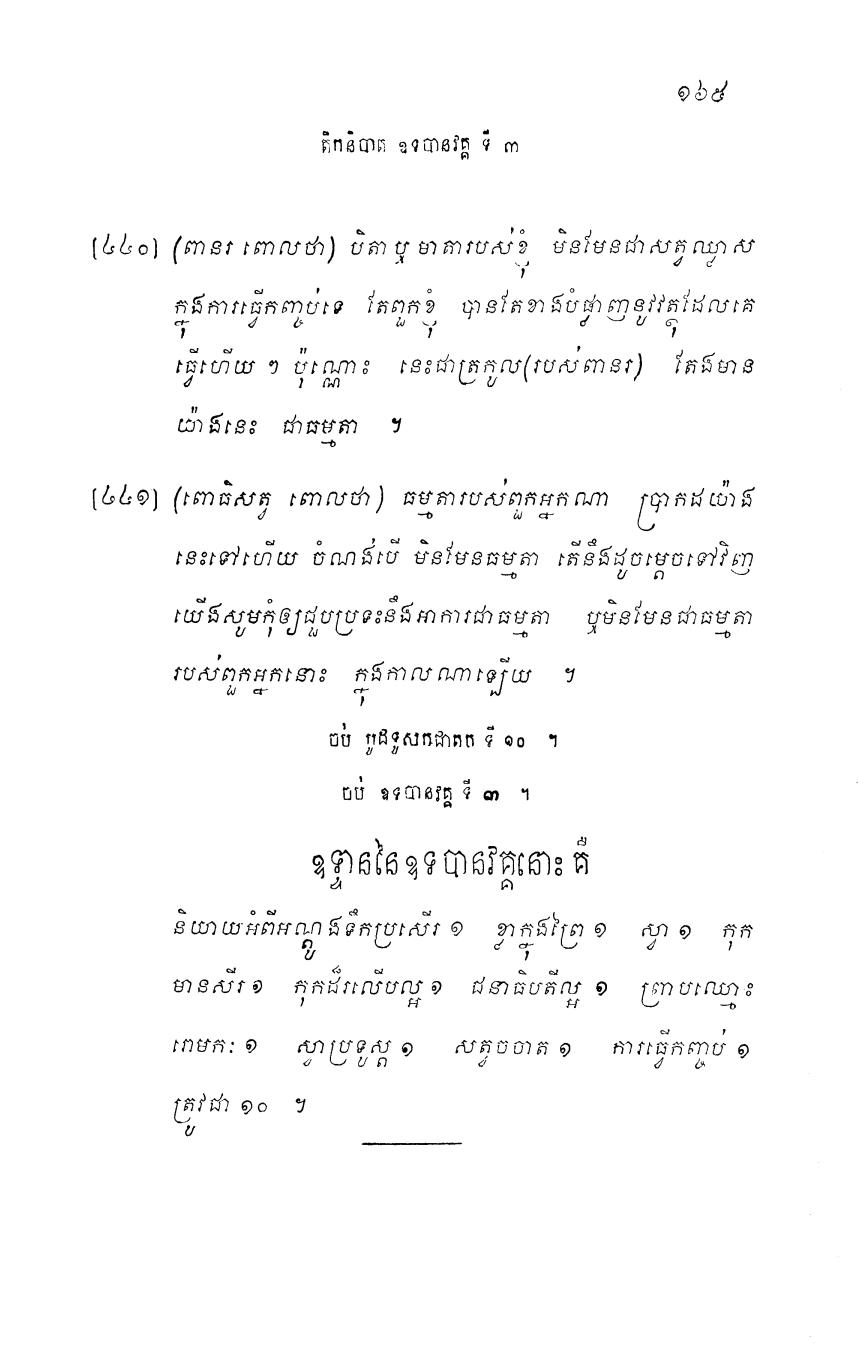 ១៦៥
តិកនិបាត ឧទបានវគ្គ ទី ៣
[៤៤០] (ពានរ ពោលថា) បិតា ឬ មាតារបស់ខ្ញុំ មិនមែនជាសត្វឈ្លាស
ក្នុងការធ្វើកញ្ចប់ទេ តែពួកខ្ញុំ បានតែខាងបំផ្លាញនូវវត្ថុដែលគេ
ធ្វើហើយ ៗ ប៉ុណ្ណោះ នេះជាត្រកូល(របស់ពានរ) តែងមាន
យ៉ាងនេះ ជាធម្មតា ។
[៤៤១] (ពោធិសត្វ ពោលថា) ធម្មតារបស់ពួកអ្នកណា ប្រាកដយ៉ាង
នេះទៅហើយ ចំណង់បើ មិនមែនធម្មតា តើនឹងដូចម្ដេចទៅវិញ
យើងសូមកុំឲ្យជួបប្រទះនឹងអាការជាធម្មតា ឬមិនមែនជាធម្មតា
របស់ពួកអ្នកនោះ ក្នុងកាលណាឡើយ ។
ចប់ បូដទូសកជាតក ទី ១០ ។
ចប់ ឧទបានវគ្គ ទី ៣ ។
ឧទ្ទាននៃឧទបានវគ្គនោះ គឺ
និយាយអំពីអណ្ដូងទឹកប្រសើរ ១ ខ្លាក្នុងព្រៃ ១ ស្វា ១ កុក
មានសីរ ១ កុកដ៏រលើបល្អ ១ ជនាធិបតីល្អ ១ ព្រាបឈ្មោះ
រោមកៈ ១ ស្វាប្រទូស្ត ១ សត្វចចាត ១ ការធ្វើកញ្ចប់ ១
ត្រូវជា ១០ ។